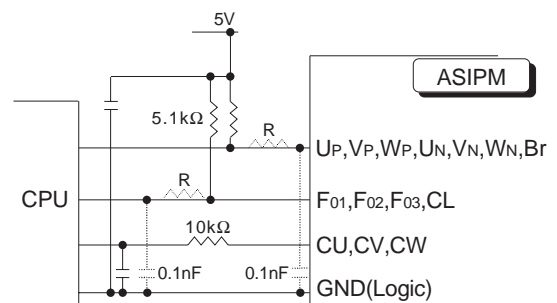 5V
ASIPM
5.1kΩ
R
UP,VP,WP,UN,VN,WN,Br
R
CPU
F01,F02,F03,CL
10kΩ
CU,CV,CW
0.1nF
0.1nF
GND(Logic)